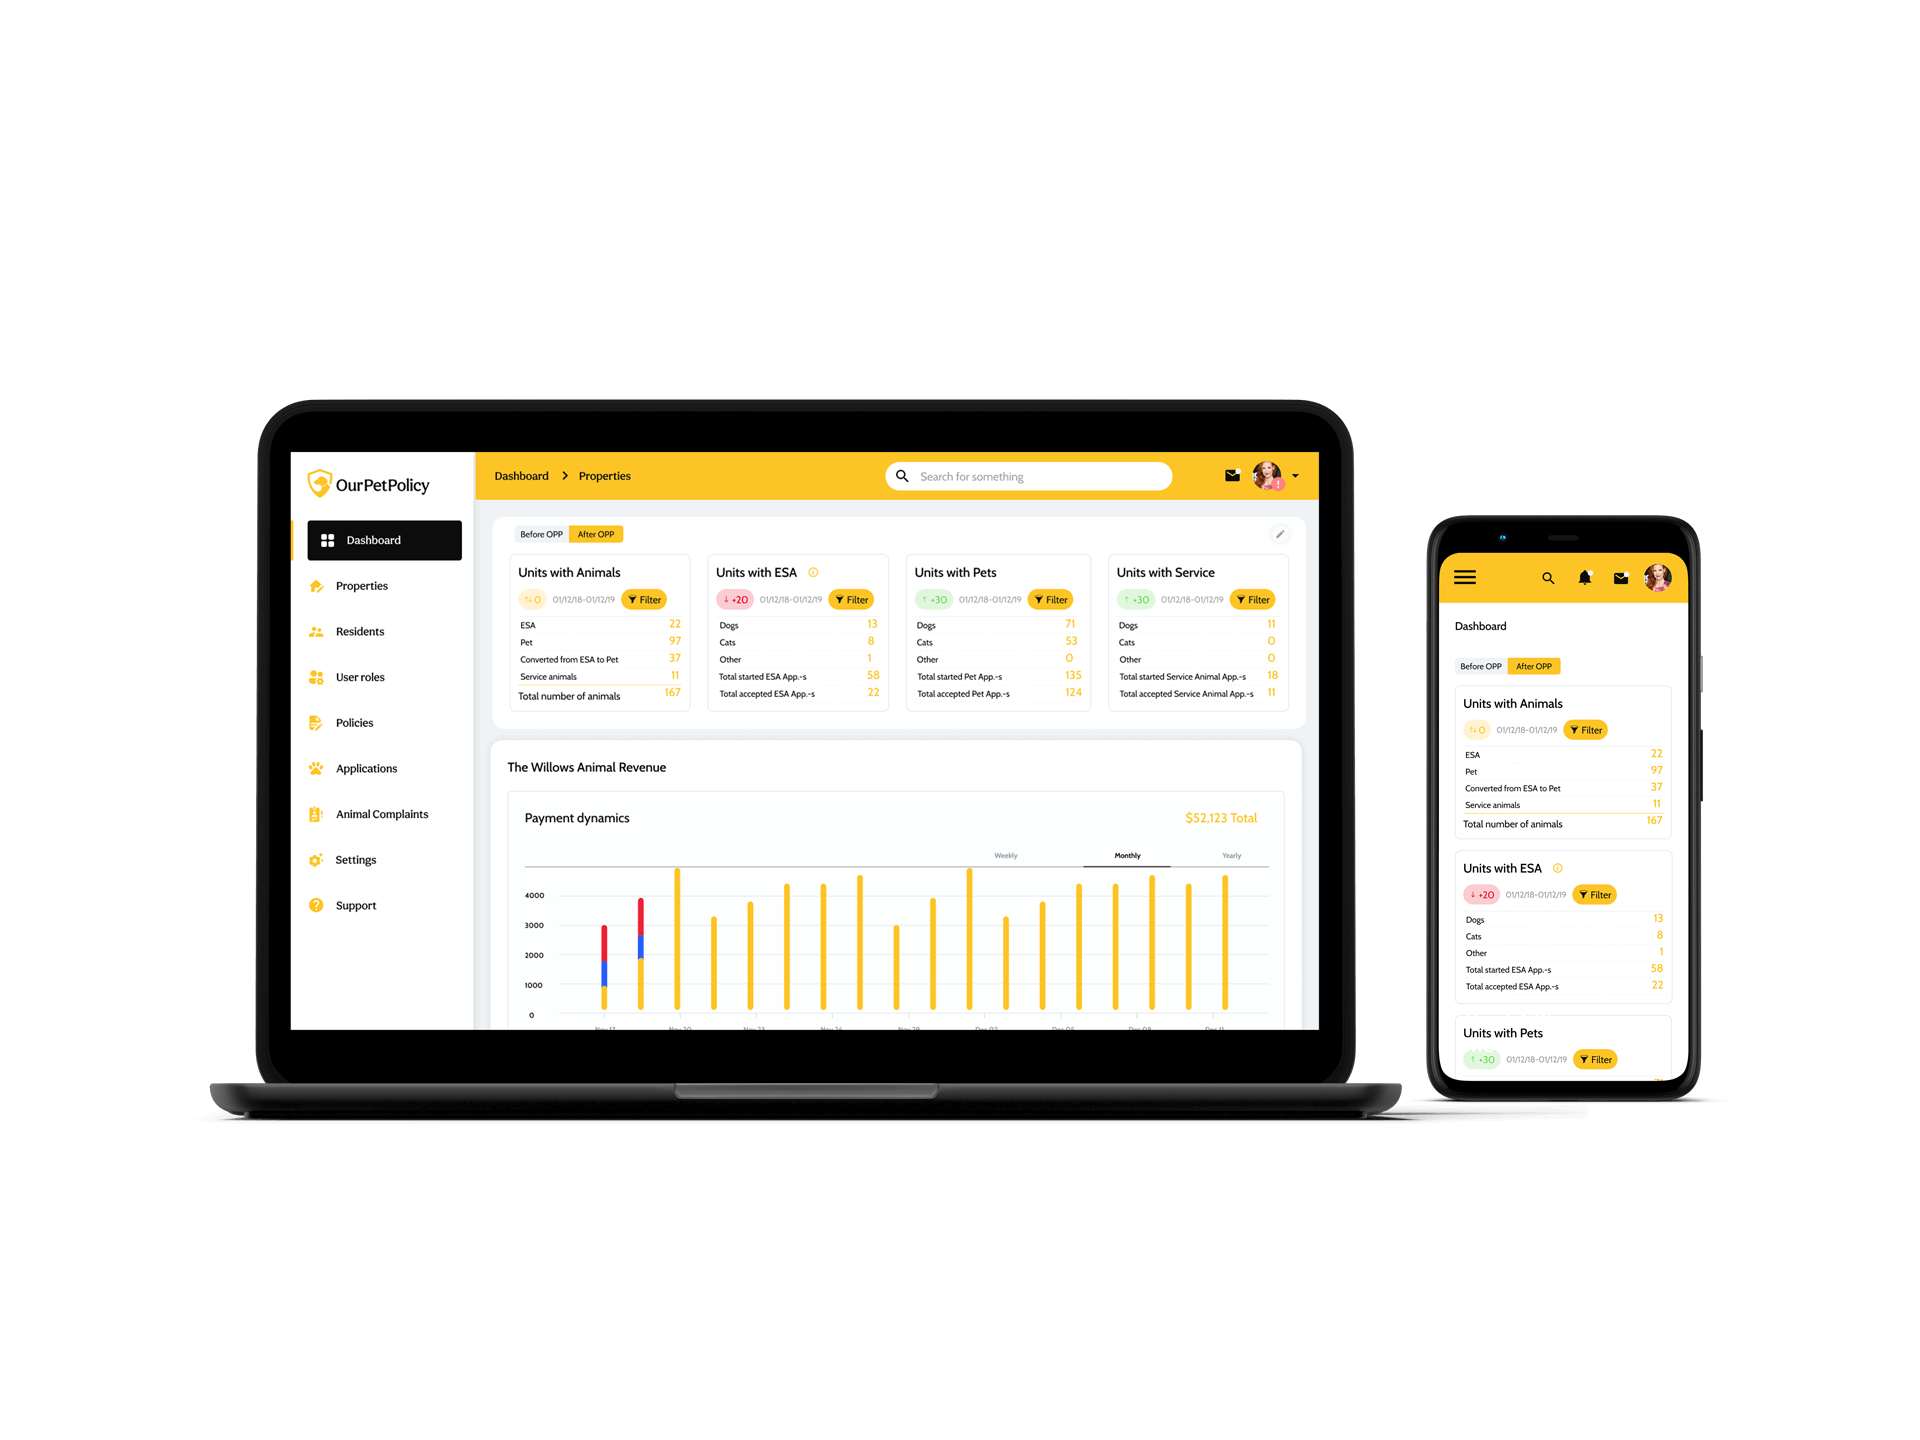 OurPetPolicy
Dashboard
Properties
Residents
User roles
Policies
Applications
Animal Complaints
Settings
Support
Dashboard > Properties
Search for something
!
Before OPP After OPP
Units with Animals
↑↓ 0 01/12/18-01/12/19 Filter
ESA 22
Pet 97
Converted from ESA to Pet 37
Service animals 11
Total number of animals 167
Units with ESA
↓ +20 01/12/18-01/12/19 Filter
Dogs 13
Cats 8
Other 1
Total started ESA App.-s 58
Total accepted ESA App.-s 22
Units with Pets
↑ +30 01/12/18-01/12/19 Filter
Dogs 71
Cats 53
Other 0
Total started Pet App.-s 135
Total accepted Pet App.-s 124
Units with Service
↑ +30 01/12/18-01/12/19 Filter
Dogs 11
Cats 0
Other 0
Total started Service Animal App.-s 18
Total accepted Service Animal App.-s 11
The Willows Animal Revenue
Payment dynamics $52,123 Total
Weekly Monthly Yearly
4000
3000
2000
1000
0
Dashboard
Before OPP After OPP
Units with Animals
↑↓ 0 01/12/18-01/12/19 Filter
ESA 22
Pet 97
Converted from ESA to Pet 37
Service animals 11
Total number of animals 167
Units with ESA
↓ +20 01/12/18-01/12/19 Filter
Dogs 13
Cats 8
Other 1
Total started ESA App.-s 58
Total accepted ESA App.-s 22
Units with Pets
↑ +30 01/12/18-01/12/19 Filter